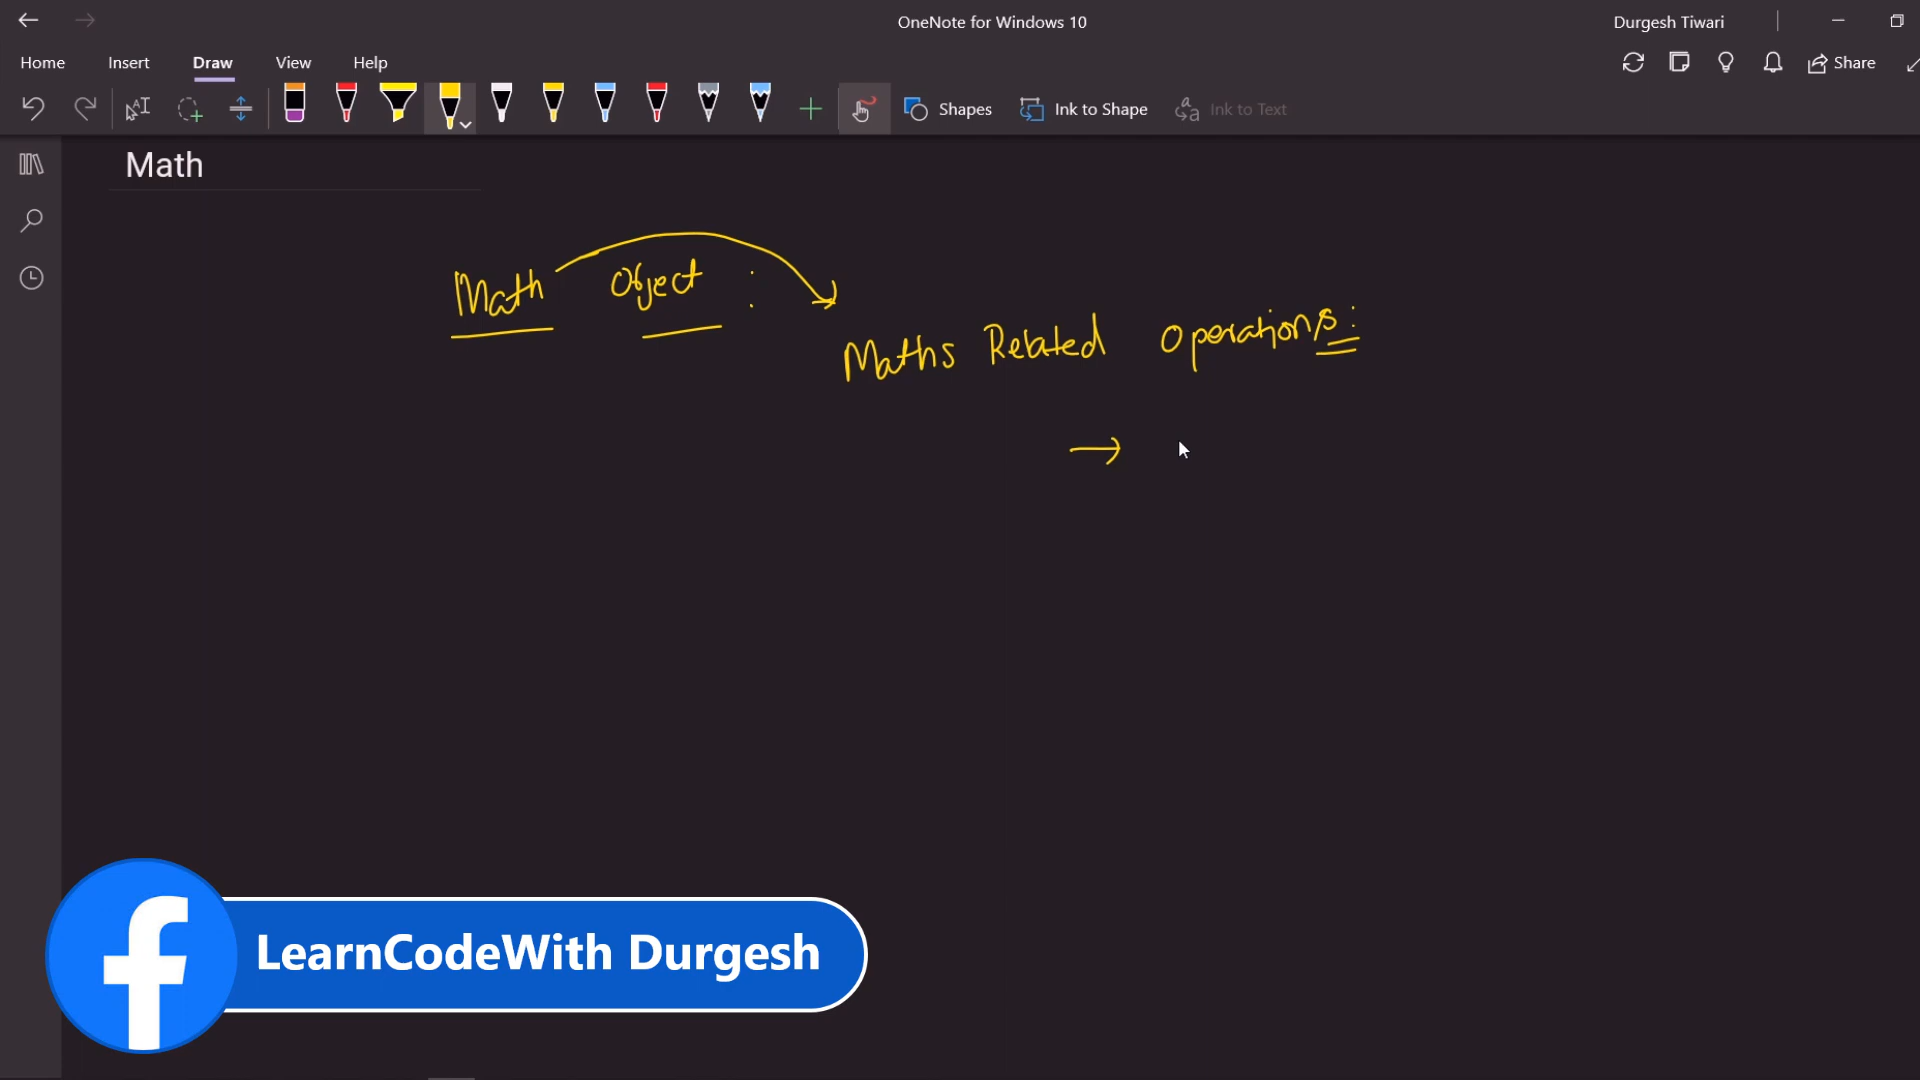 OneNote for Windows 10
Durgesh Tiwari
Home Insert Draw View Help
Share
Shapes Ink to Shape Ink to Text
Math
Math Object :
Maths Related Operations:
→
LearnCodeWith Durgesh